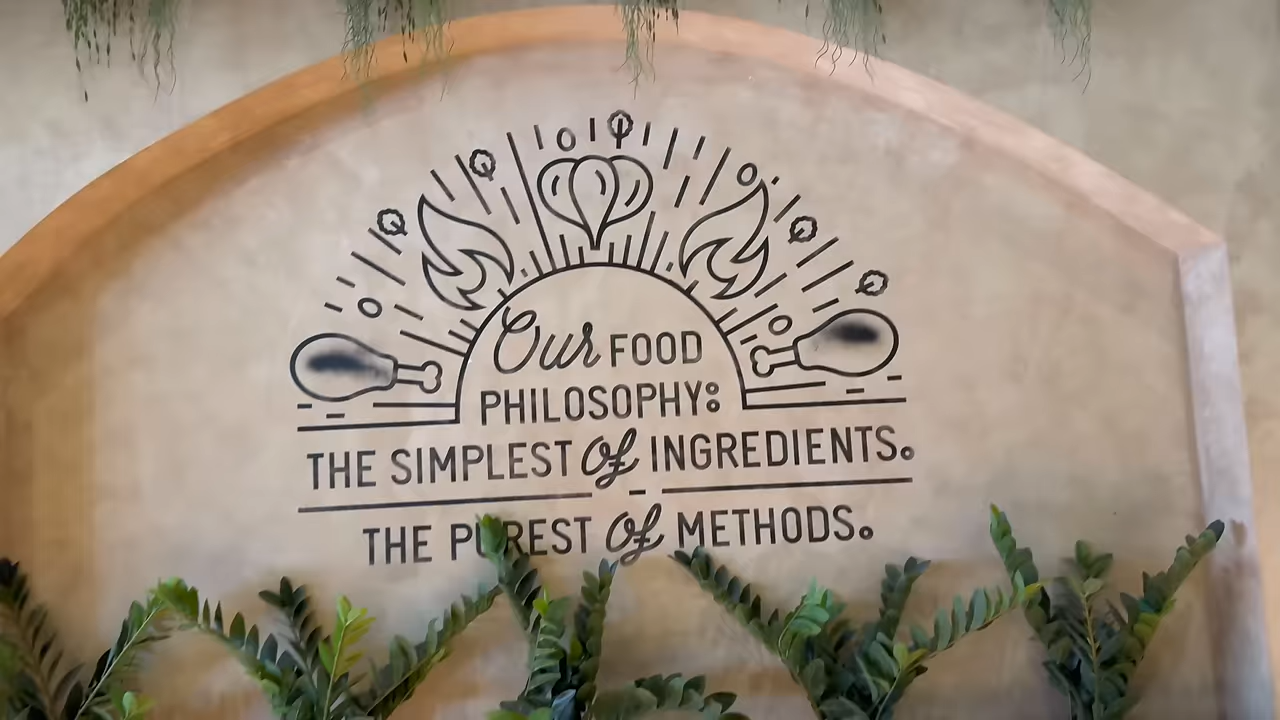 Our FOOD
PHILOSOPHY:
THE SIMPLEST of INGREDIENTS.
THE PUREST of METHODS.